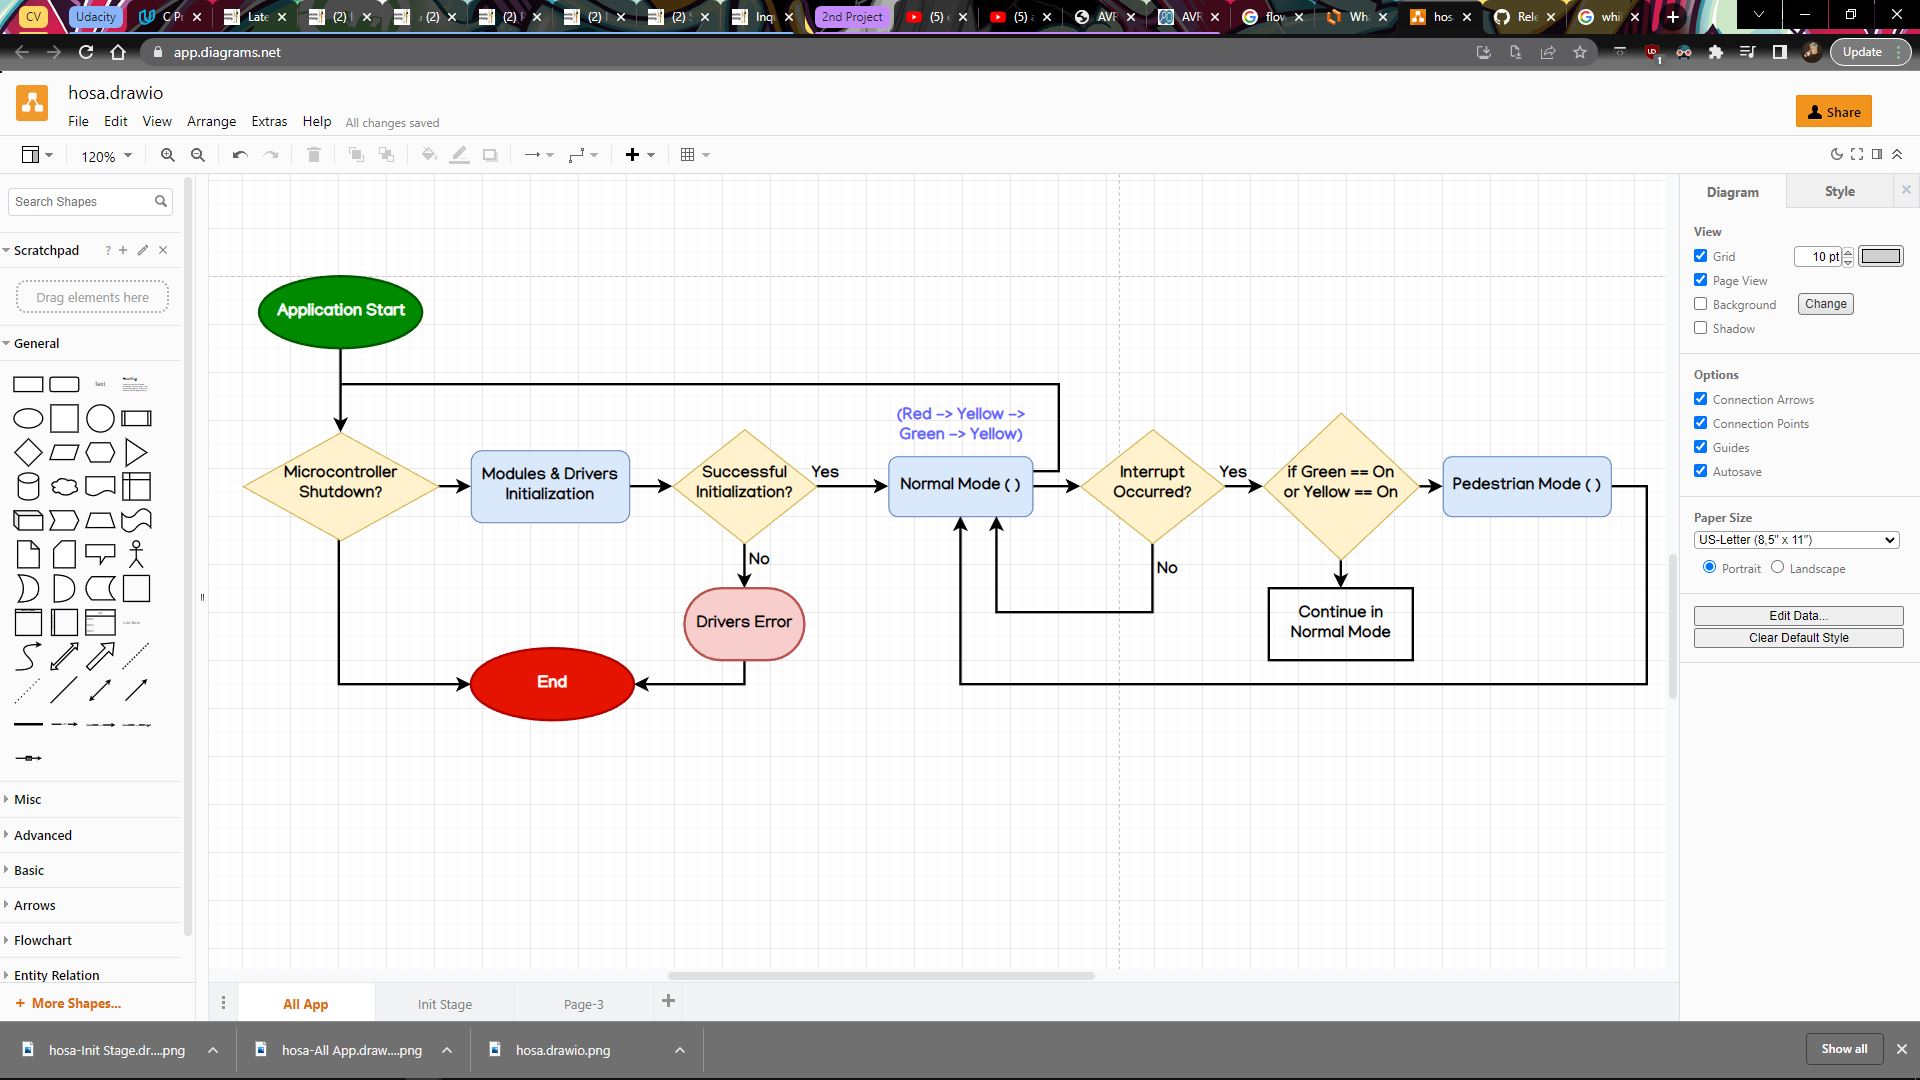 CV
Udacity
C P
Late
(2) I
(2)
(2) F
(2) I
(2) S
Inq
2nd Project
(5) e
(5) a
AVR
AVR
flov
Wha
hos
Rele
whi
app.diagrams.net
1
Update
hosa.drawio
File Edit View Arrange Extras Help All changes saved
Share
120%
Search Shapes
Scratchpad ?
Drag elements here
General
Text
Misc
Advanced
Basic
Arrows
Flowchart
Entity Relation
+ More Shapes...
Application Start
Microcontroller
Shutdown?
Modules & Drivers
Initialization
Successful
Initialization?
Yes
No
Drivers Error
End
(Red -> Yellow ->
Green -> Yellow)
Normal Mode ( )
Interrupt
Occurred?
Yes
No
if Green == On
or Yellow == On
Continue in
Normal Mode
Pedestrian Mode ( )
Diagram
Style
View
Grid
10 pt
Page View
Background
Change
Shadow
Options
Connection Arrows
Connection Points
Guides
Autosave
Paper Size
US-Letter (8,5" x 11")
Portrait
Landscape
Edit Data...
Clear Default Style
All App
Init Stage
Page-3
hosa-Init Stage.dr....png
hosa-All App.draw....png
hosa.drawio.png
Show all